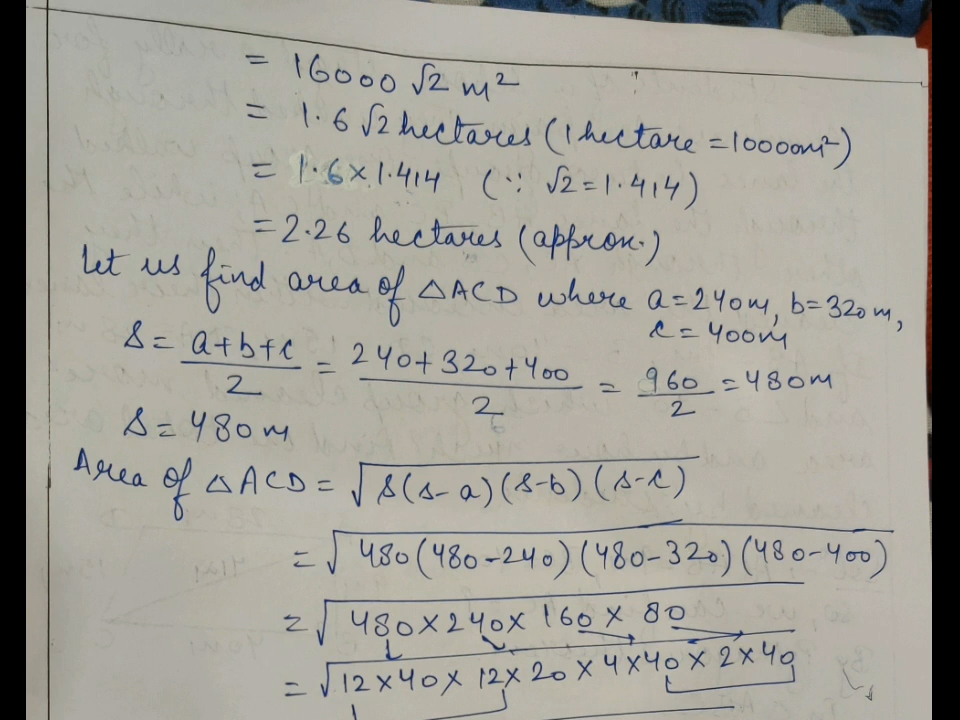 = 16000 √2 m²
= 1.6 √2 hectares (1 hectare = 10000m²)
= 1.6 × 1.414 (∵ √2 = 1.414)
= 2.26 hectares (approx.)
Let us find area of △ACD where a = 240m, b = 320m,
c = 400m
S = a+b+c/2 = 240+320+400/2 = 960/2 = 480m
S = 480m
Area of △ACD = √S(s-a)(s-b)(s-c)
= √480(480-240)(480-320)(480-400)
= √480×240×160×80
= √12×40×12×20×4×40×2×40